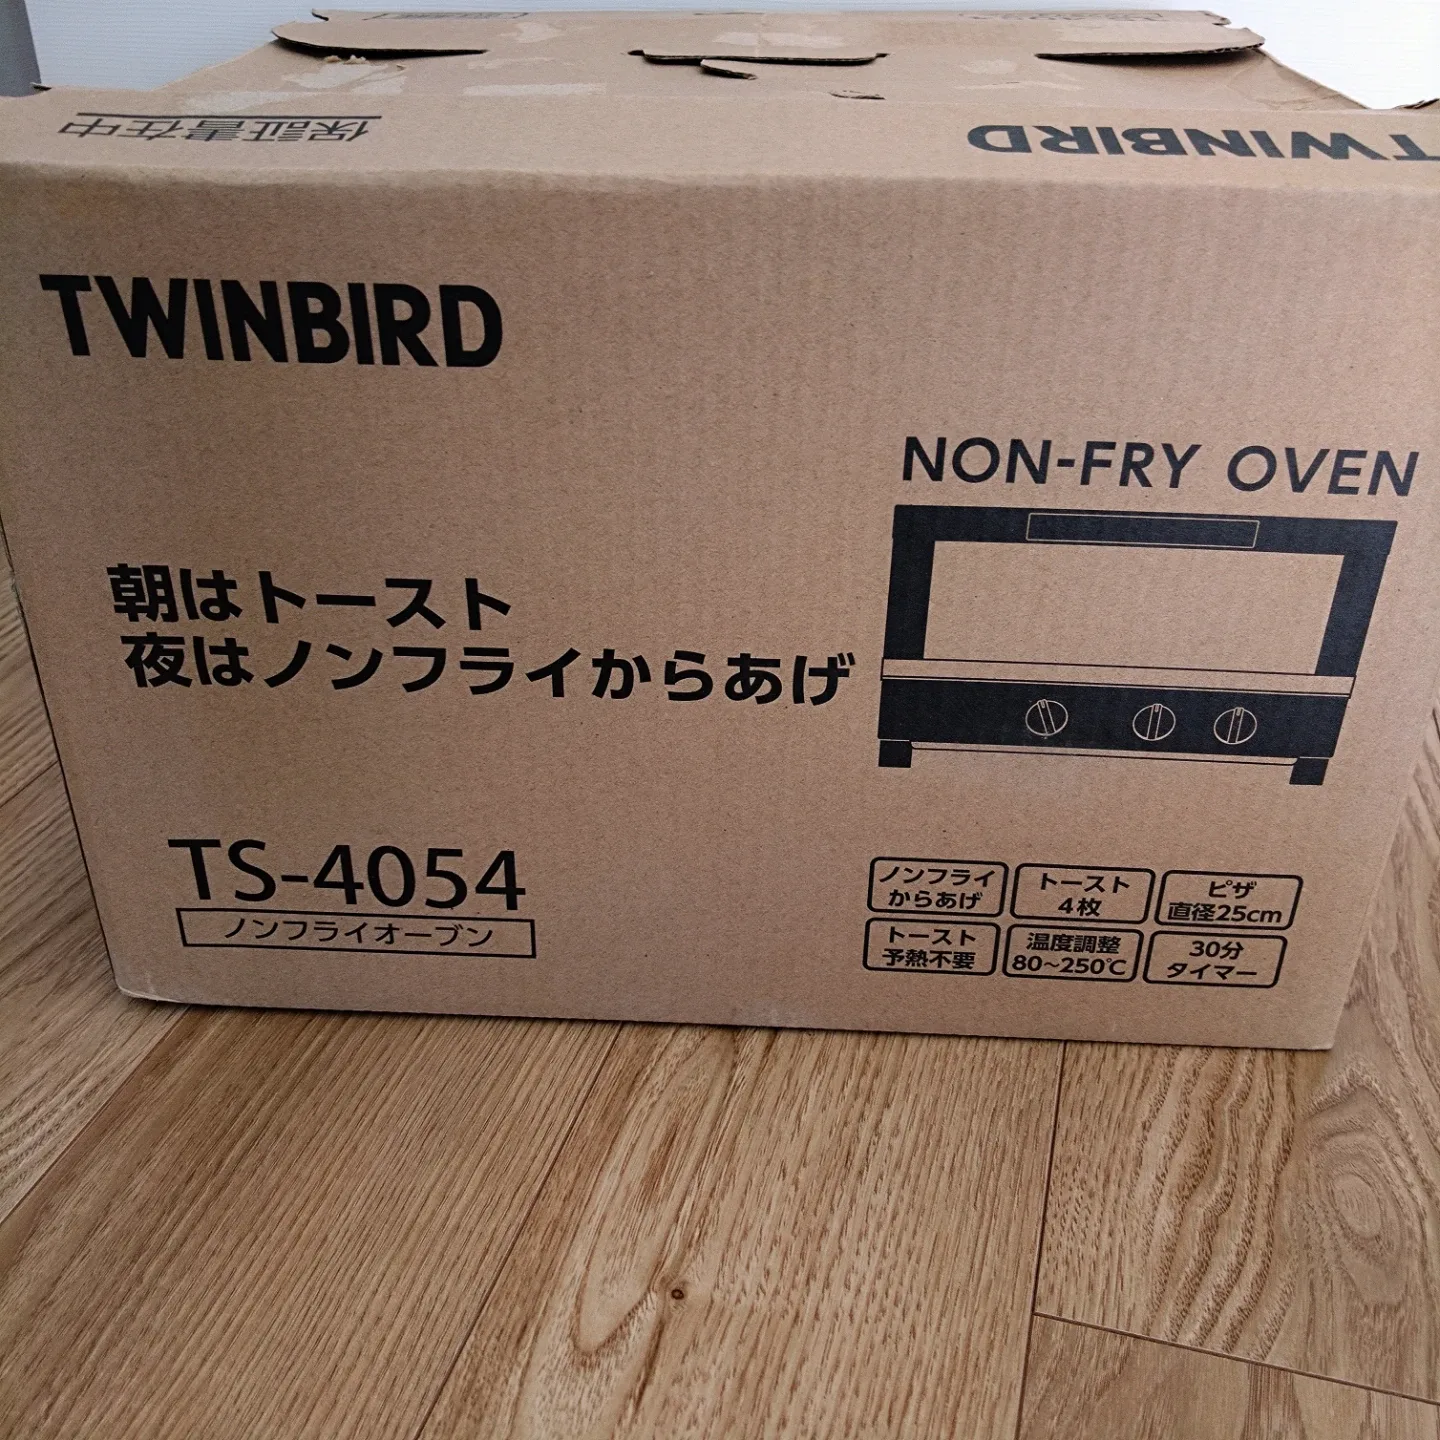 保証書在中
TWINBIRD
TWINBIRD
NON-FRY OVEN
朝はトースト
夜はノンフライからあげ
TS-4054
ノンフライオーブン
ノンフライ
からあげ
トースト
4枚
ピザ
直径25cm
トースト
予熱不要
温度調整
80~250℃
30分
タイマー